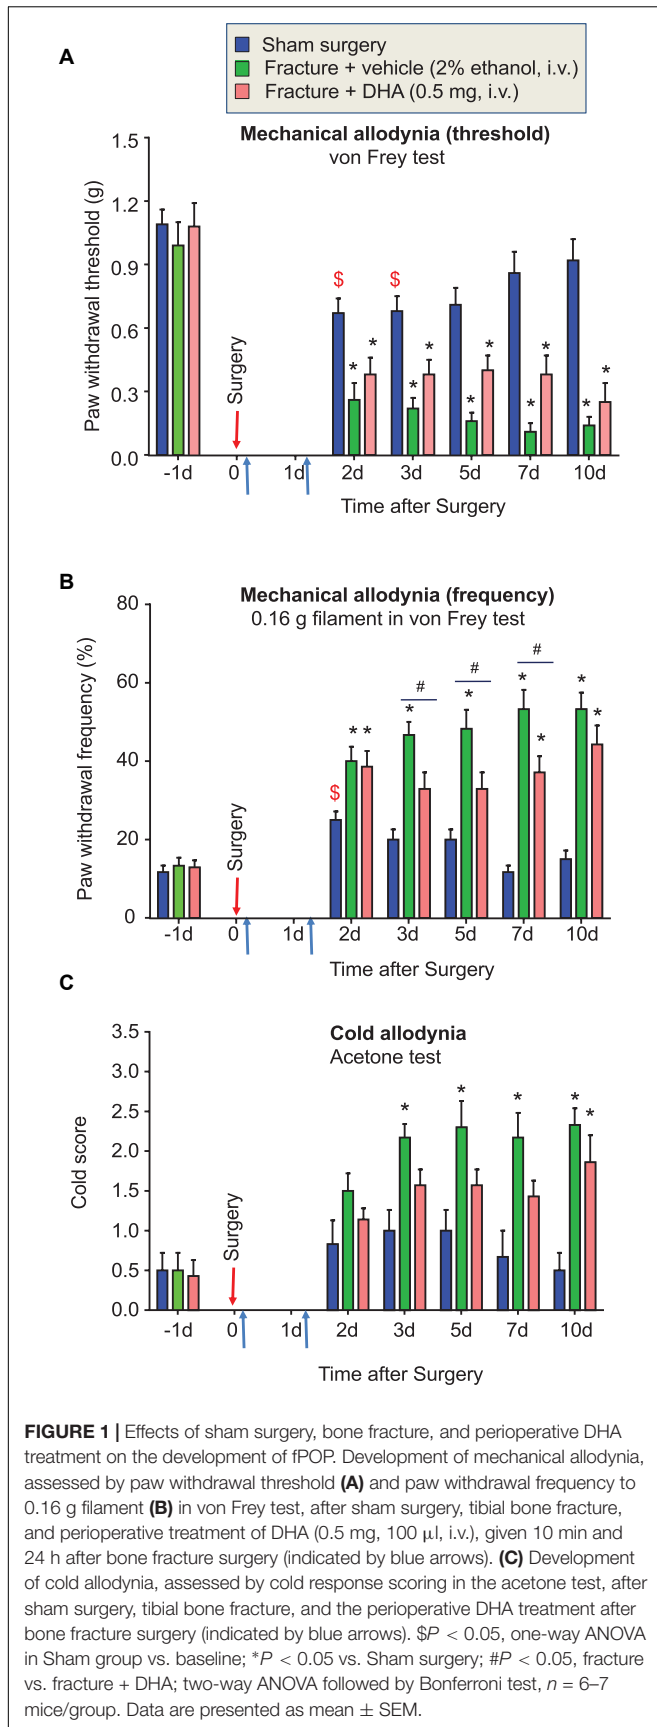 A
Sham surgery
Fracture + vehicle (2% ethanol, i.v.)
Fracture + DHA (0.5 mg, i.v.)
Mechanical allodynia (threshold)
von Frey test
Paw withdrawal threshold (g)
1.5
1.2
0.9
0.6
0.3
0.0
Surgery
$ $
* * * * * * * * * *
-1d 0 1d 2d 3d 5d 7d 10d
Time after Surgery
B
Mechanical allodynia (frequency)
0.16 g filament in von Frey test
Paw withdrawal frequency (%)
80
60
40
20
0
Surgery
# # #
$
* * * * * * * *
-1d 0 1d 2d 3d 5d 7d 10d
Time after Surgery
C
Cold allodynia
Acetone test
Cold score
3.5
3.0
2.5
2.0
1.5
1.0
0.5
0.0
Surgery
* * * * *
-1d 0 1d 2d 3d 5d 7d 10d
Time after Surgery
FIGURE 1 | Effects of sham surgery, bone fracture, and perioperative DHA
treatment on the development of fPOP. Development of mechanical allodynia,
assessed by paw withdrawal threshold (A) and paw withdrawal frequency to
0.16 g filament (B) in von Frey test, after sham surgery, tibial bone fracture,
and perioperative treatment of DHA (0.5 mg, 100 μl, i.v.), given 10 min and
24 h after bone fracture surgery (indicated by blue arrows). (C) Development
of cold allodynia, assessed by cold response scoring in the acetone test, after
sham surgery, tibial bone fracture, and the perioperative DHA treatment after
bone fracture surgery (indicated by blue arrows). $P < 0.05, one-way ANOVA
in Sham group vs. baseline; *P < 0.05 vs. Sham surgery; #P < 0.05, fracture
vs. fracture + DHA; two-way ANOVA followed by Bonferroni test, n = 6–7
mice/group. Data are presented as mean ± SEM.